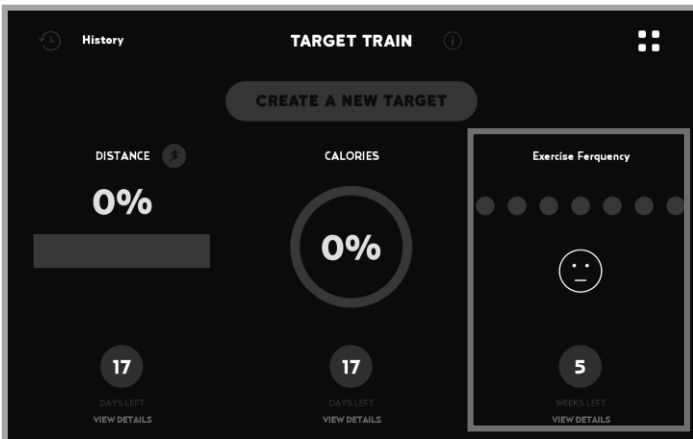 History
TARGET TRAIN
CREATE A NEW TARGET
DISTANCE
0%
17
DAYS LEFT
VIEW DETAILS
CALORIES
0%
17
DAYS LEFT
VIEW DETAILS
Exercise Ferquency
5
WEEKS LEFT
VIEW DETAILS